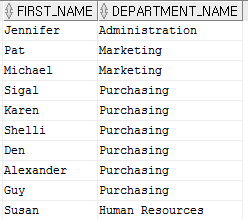 FIRST_NAME DEPARTMENT_NAME
Jennifer Administration
Pat Marketing
Michael Marketing
Sigal Purchasing
Karen Purchasing
Shelli Purchasing
Den Purchasing
Alexander Purchasing
Guy Purchasing
Susan Human Resources